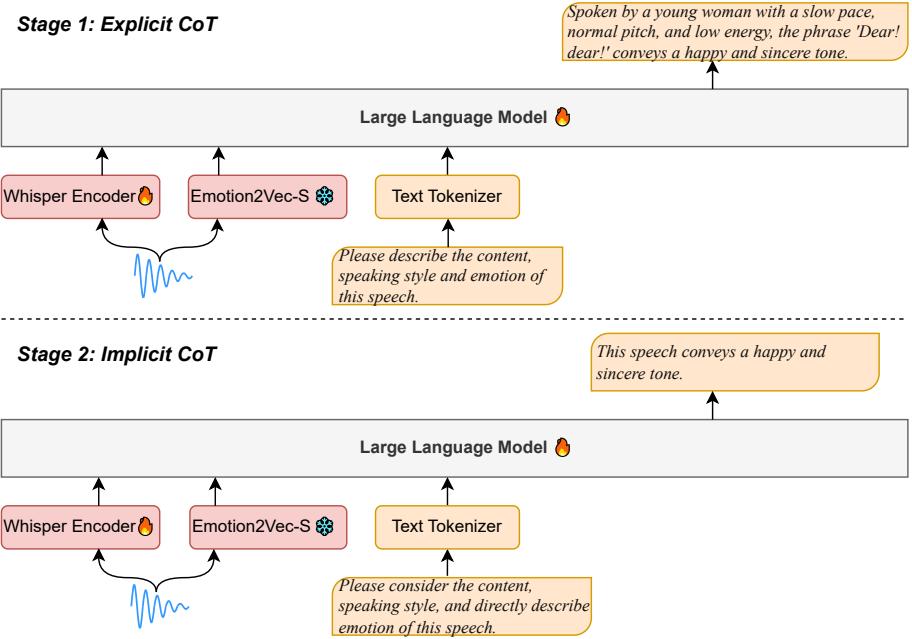 Stage 1: Explicit CoT
Spoken by a young woman with a slow pace,
normal pitch, and low energy, the phrase 'Dear!
dear!' conveys a happy and sincere tone.
Large Language Model
Whisper Encoder
Emotion2Vec-S
Text Tokenizer
Please describe the content,
speaking style and emotion of
this speech.
Stage 2: Implicit CoT
This speech conveys a happy and
sincere tone.
Large Language Model
Whisper Encoder
Emotion2Vec-S
Text Tokenizer
Please consider the content,
speaking style, and directly describe
emotion of this speech.